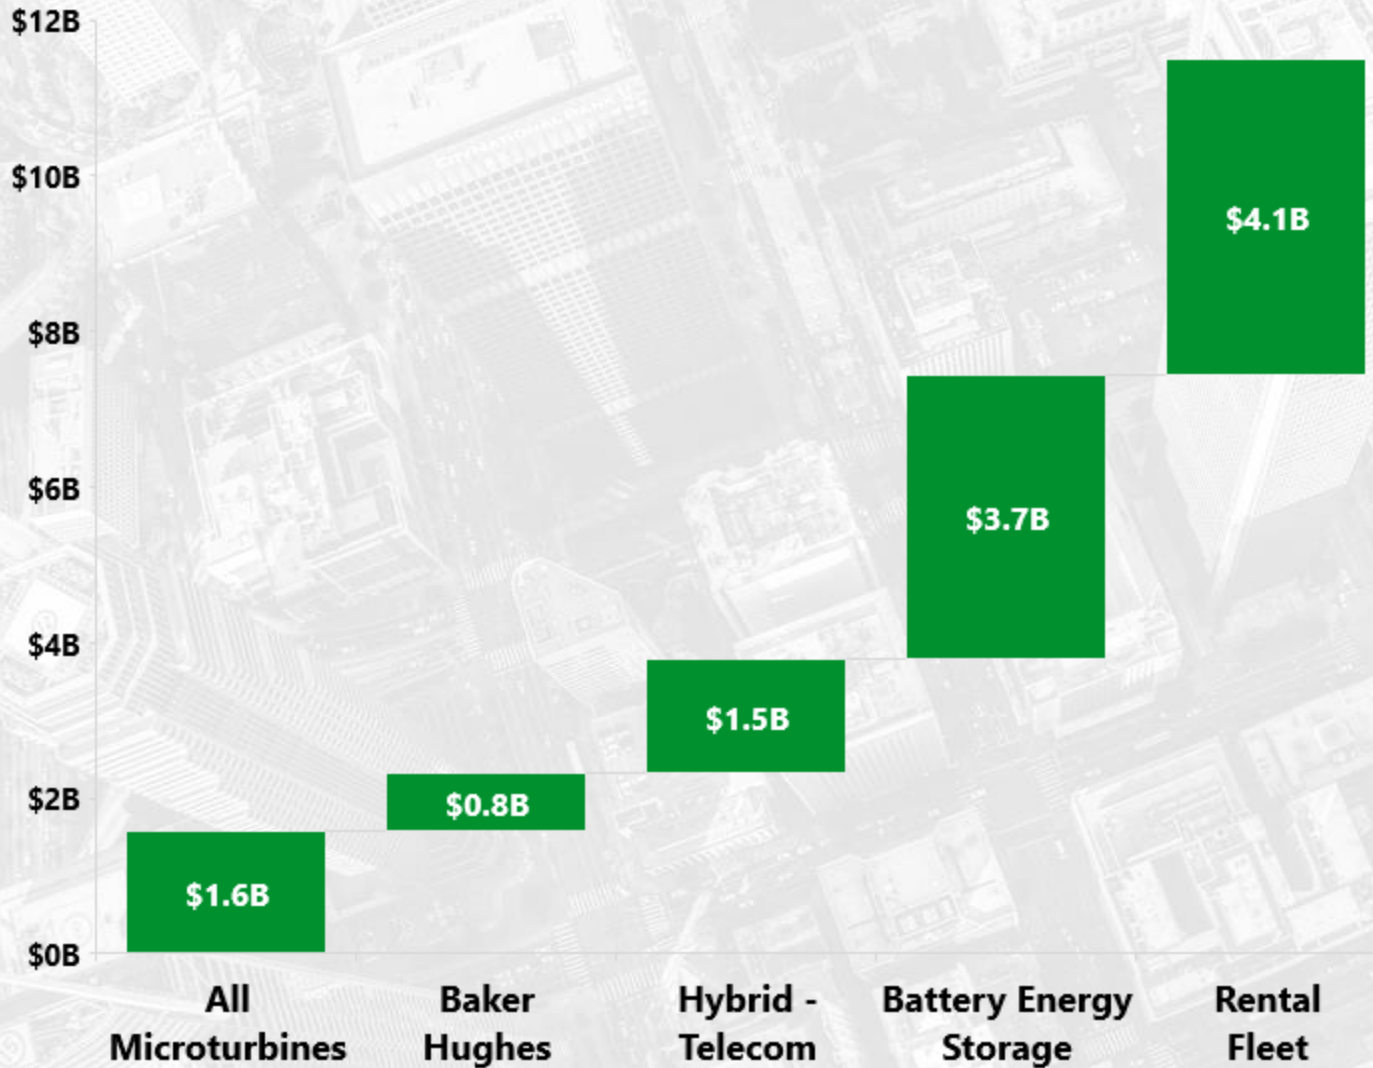 $12B
$10B
$8B
$6B
$4B
$2B
$0B
$1.6B
$0.8B
$1.5B
$3.7B
$4.1B
All
Microturbines
Baker
Hughes
Hybrid -
Telecom
Battery Energy
Storage
Rental
Fleet